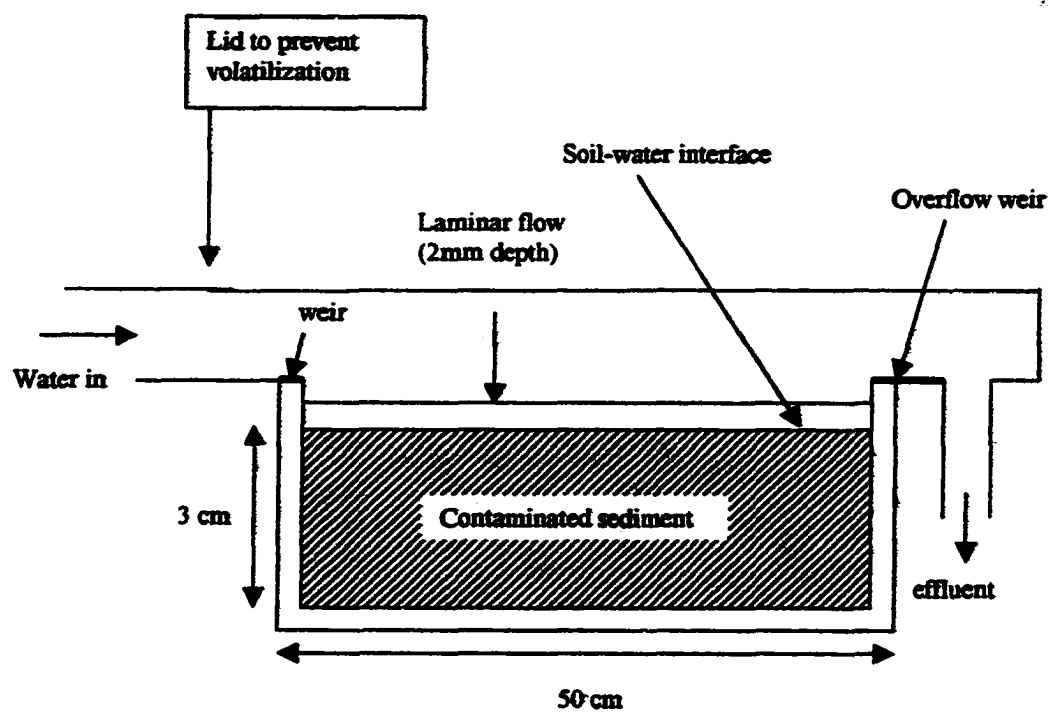 Lid to prevent
volatilization
Soil-water interface
Overflow weir
Laminar flow
(2mm depth)
weir
Water in
3 cm
Contaminated sediment
effluent
50 cm